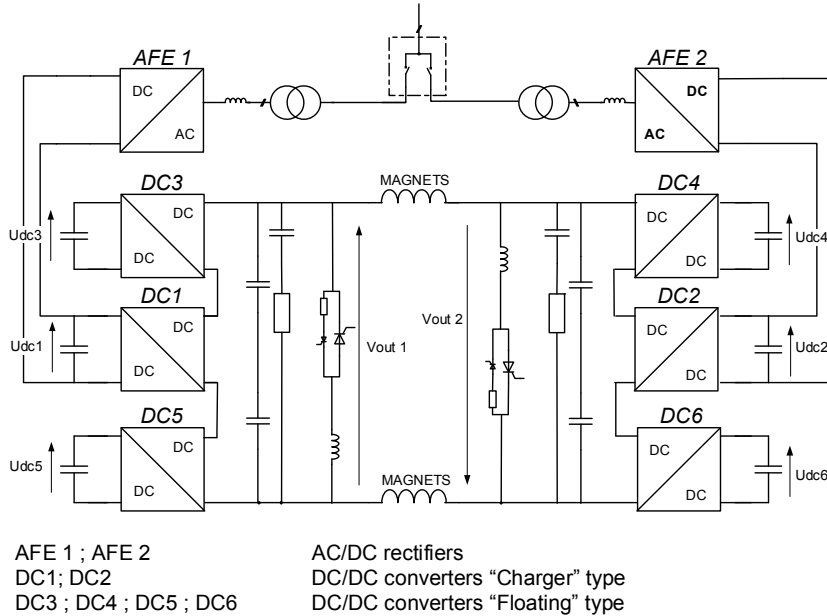 AFE 1
AFE 2
DC
AC
DC
AC
DC3
MAGNETS
DC4
DC
DC
DC
DC
Udc3
Udc4
DC1
DC2
DC
DC
DC
DC
Udc1
Vout 1
Vout 2
Udc2
DC5
DC6
DC
DC
DC
DC
Udc5
MAGNETS
Udc6
AFE 1 ; AFE 2 AC/DC rectifiers
DC1; DC2 DC/DC converters “Charger” type
DC3 ; DC4 ; DC5 ; DC6 DC/DC converters “Floating” type